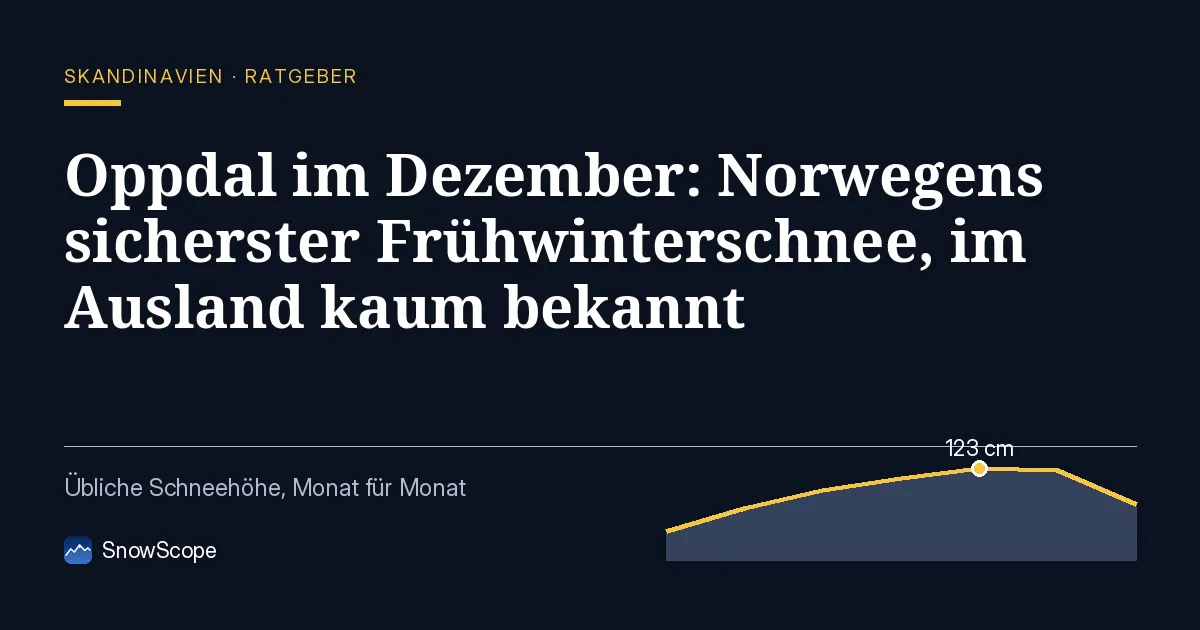 SKANDINAVIEN · RATGEBER
Oppdal im Dezember: Norwegens
sicherster Frühwinterschnee, im
Ausland kaum bekannt
123 cm
Übliche Schneehöhe, Monat für Monat
SnowScope